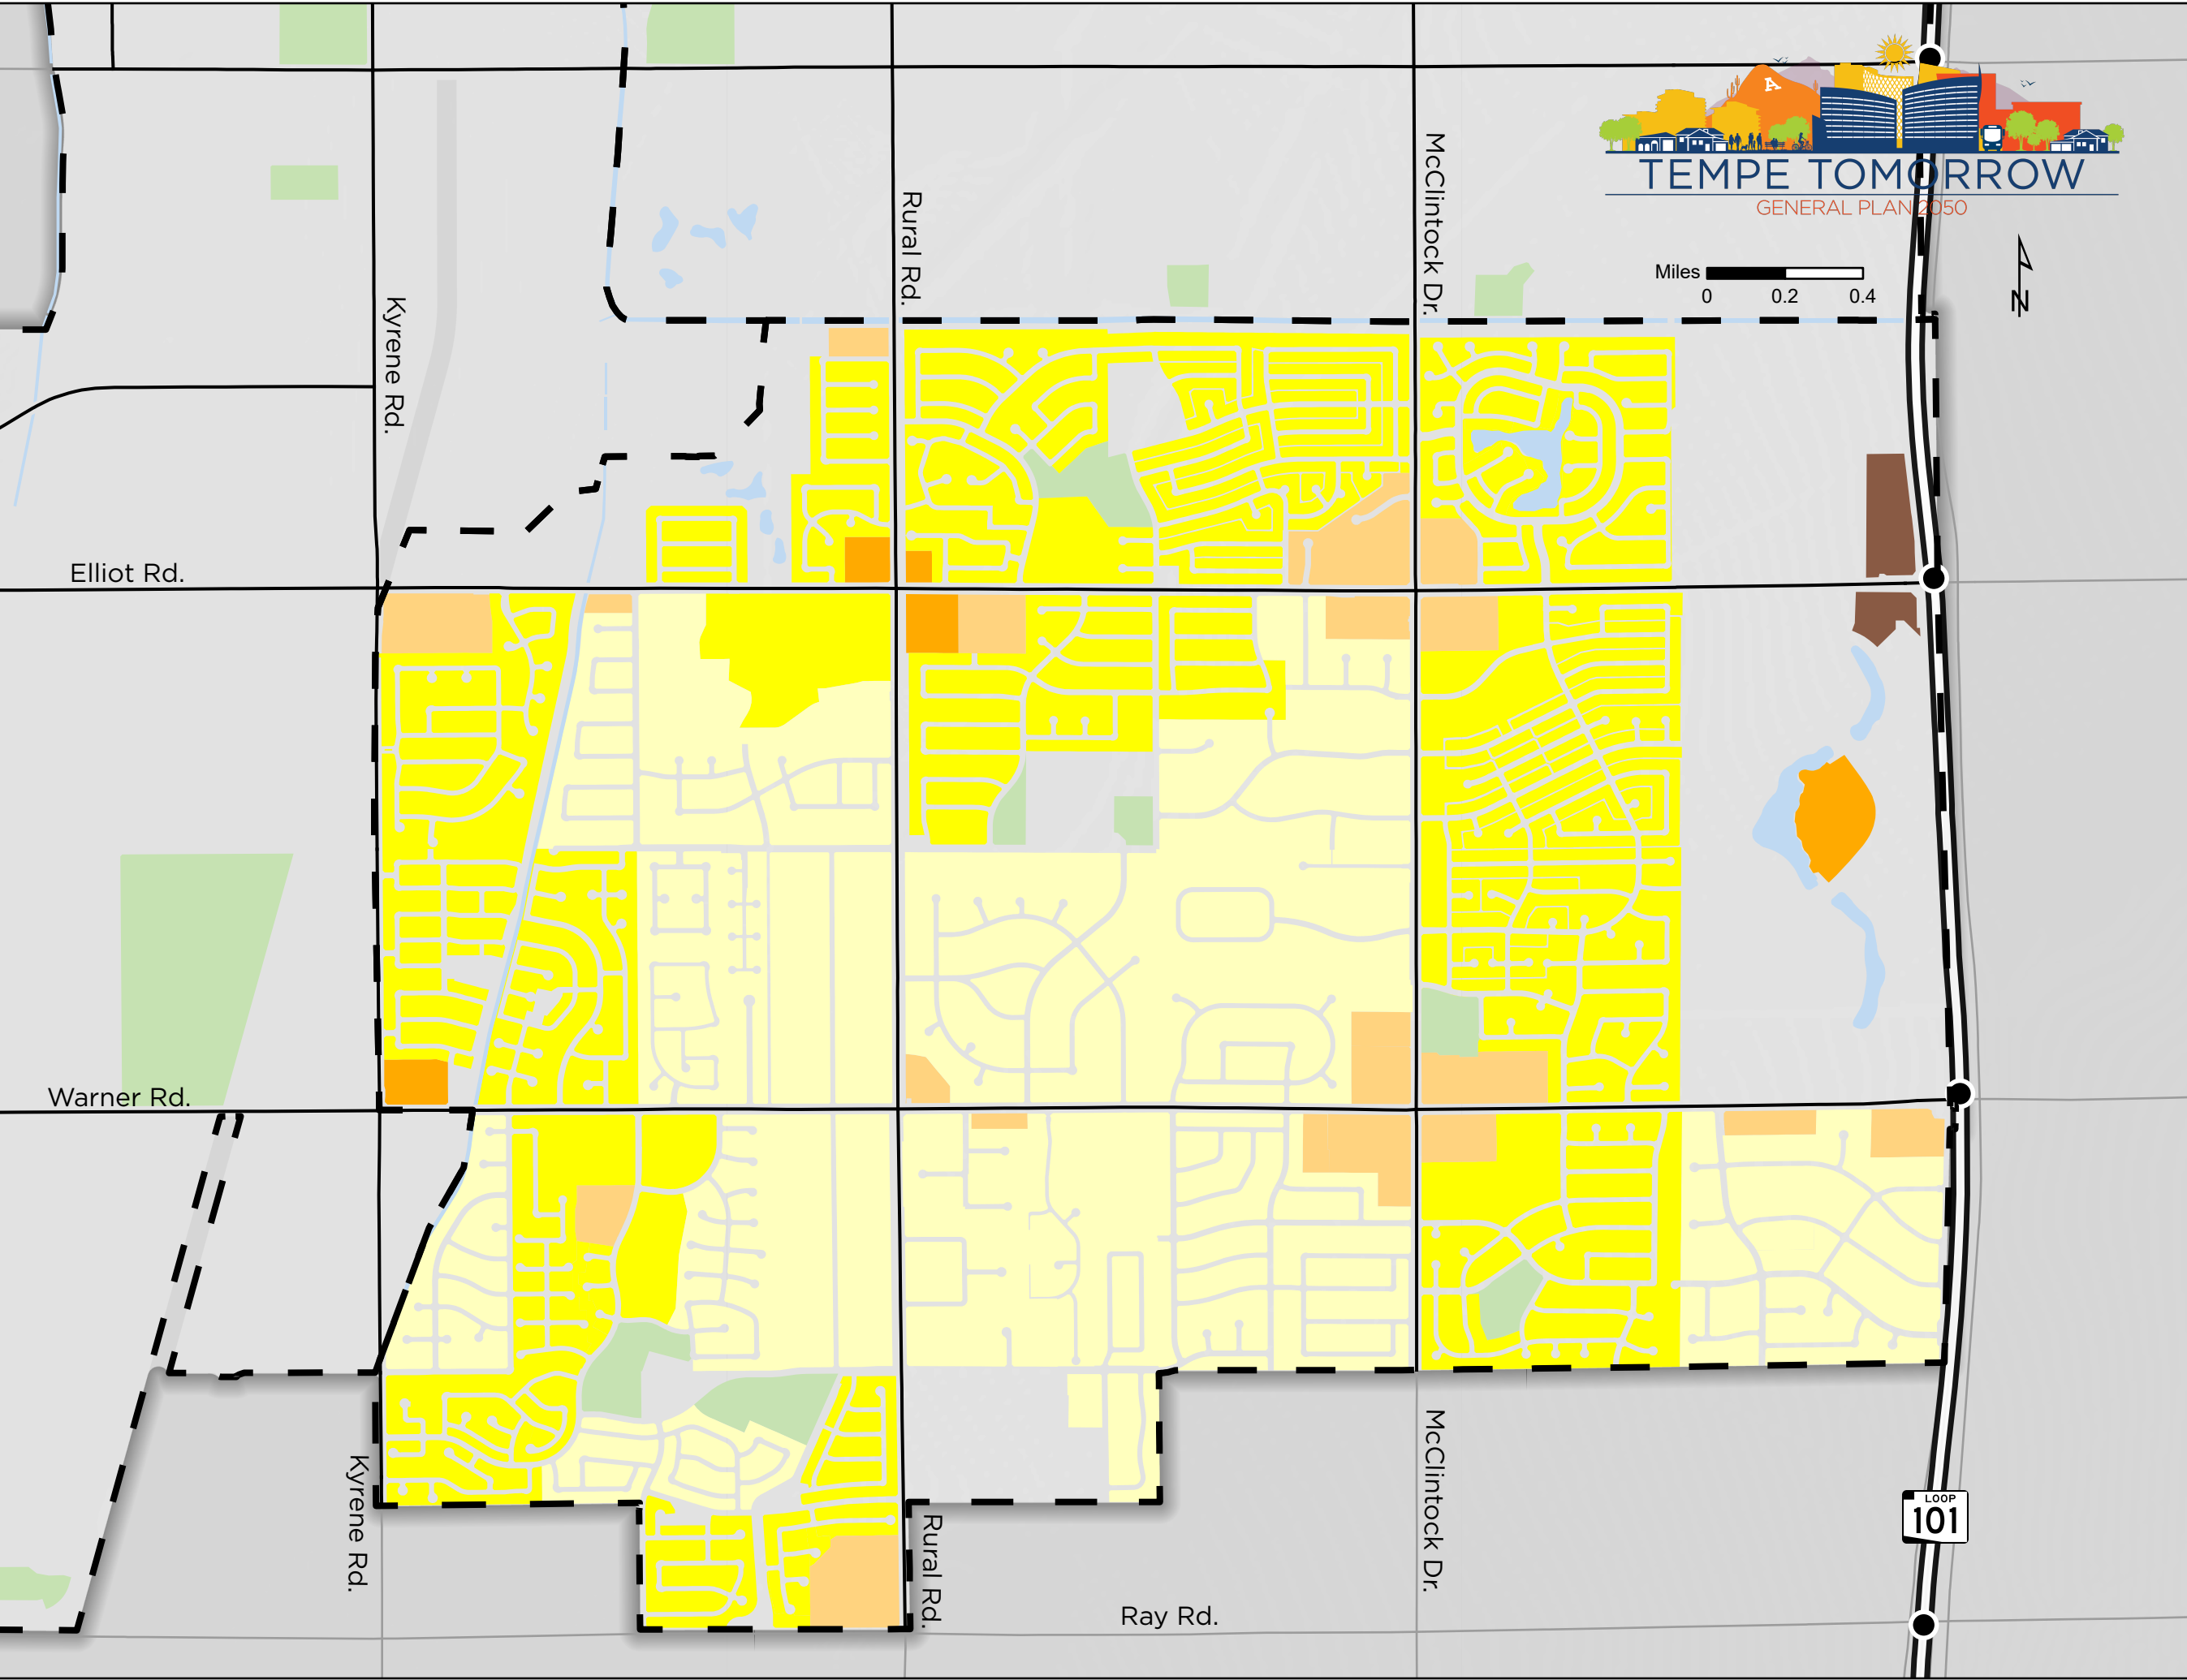 A
TEMPE TOMORROW
GENERAL PLAN 2050
McClintock Dr.
Rural Rd.
Miles
0 0.2 0.4
N
Kyrene Rd.
Elliot Rd.
Warner Rd.
McClintock Dr.
Kyrene Rd.
Rural Rd.
LOOP
101
Ray Rd.